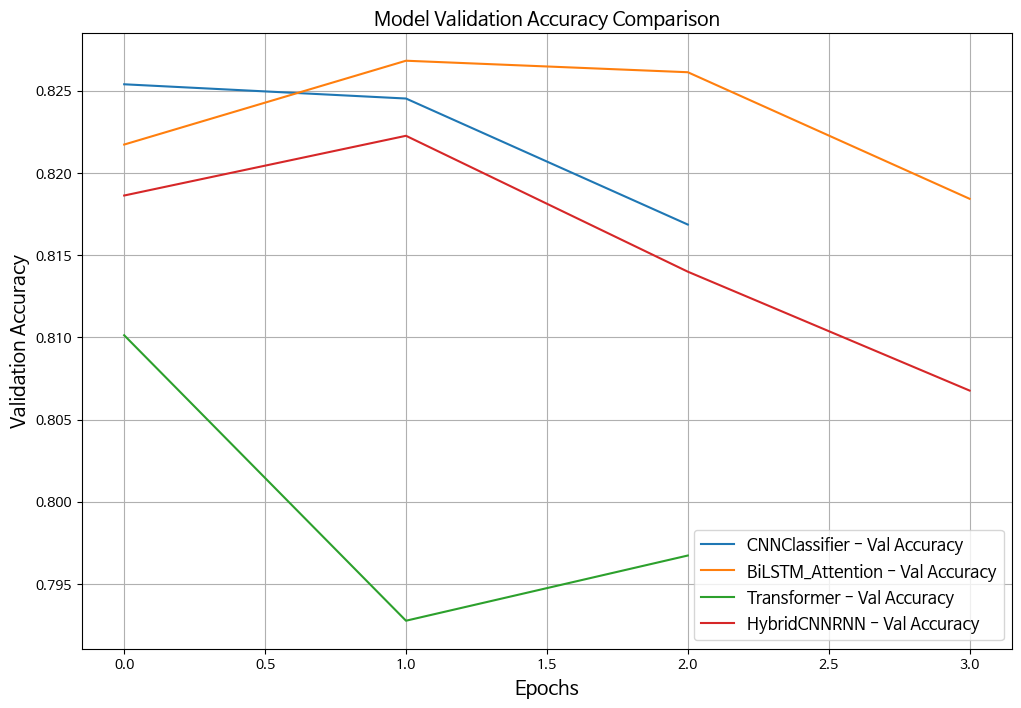 Model Validation Accuracy Comparison
Validation Accuracy
0.825
0.820
0.815
0.810
0.805
0.800
0.795
0.0 0.5 1.0 1.5 2.0 2.5 3.0
Epochs
CNNClassifier - Val Accuracy
BiLSTM_Attention - Val Accuracy
Transformer - Val Accuracy
HybridCNNRNN - Val Accuracy